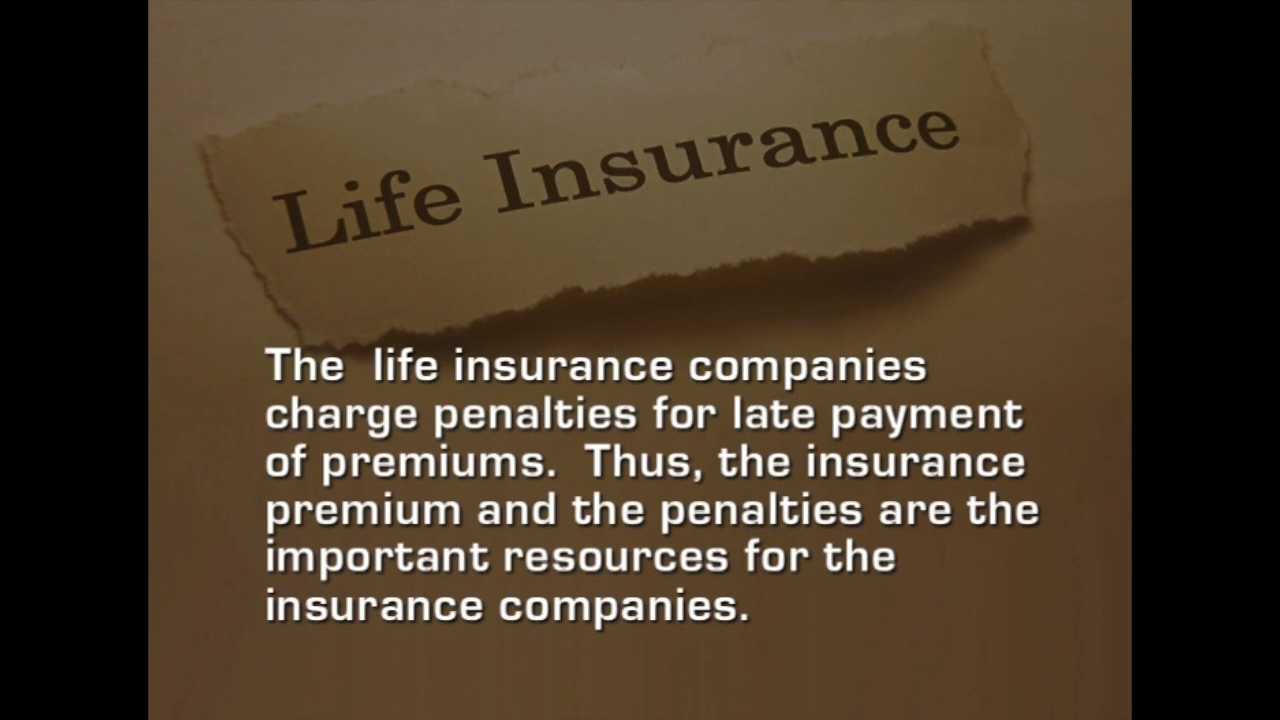 Life Insurance
The life insurance companies
charge penalties for late payment
of premiums. Thus, the insurance
premium and the penalties are the
important resources for the
insurance companies.